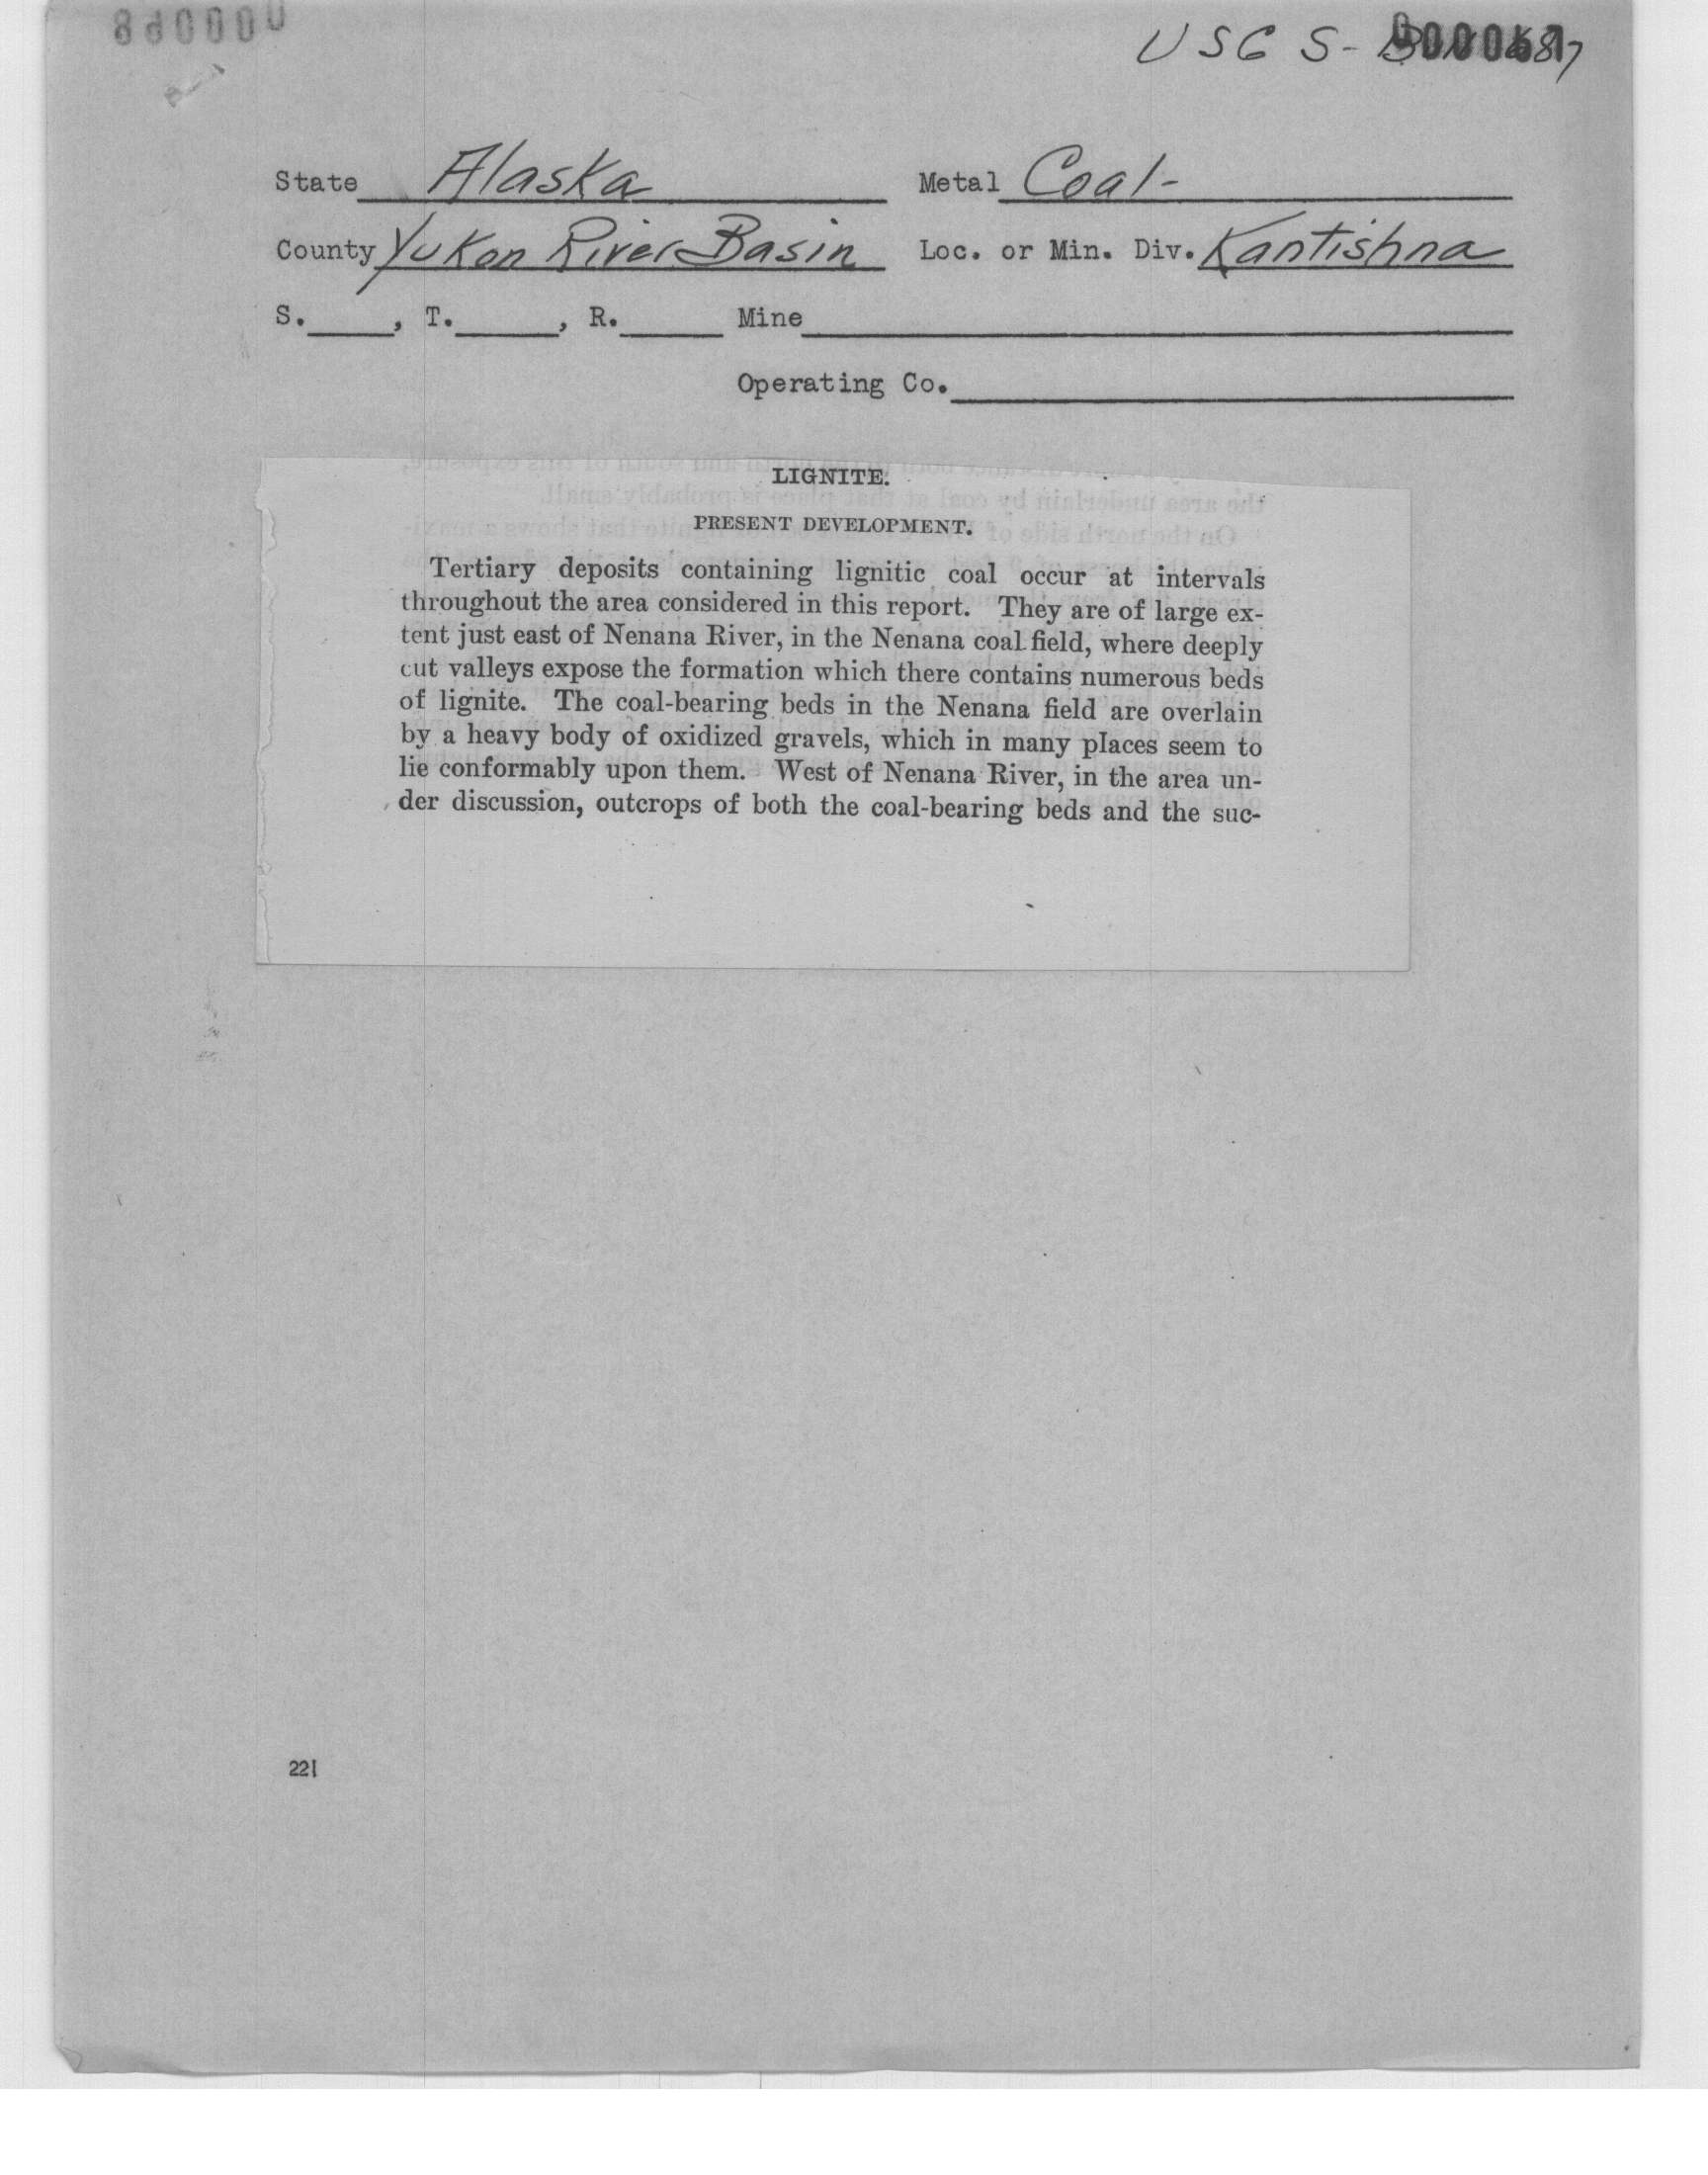 USGS-
State Alaska Metal Coal-
County Yukon River Basin Loc. or Min. Div. Kantishna
S. , T. , R. Mine
Operating Co.
LIGNITE.
PRESENT DEVELOPMENT.
Tertiary deposits containing lignitic coal occur at intervals
throughout the area considered in this report. They are of large ex-
tent just east of Nenana River, in the Nenana coal field, where deeply
cut valleys expose the formation which there contains numerous beds
of lignite. The coal-bearing beds in the Nenana field are overlain
by a heavy body of oxidized gravels, which in many places seem to
lie conformably upon them. West of Nenana River, in the area un-
der discussion, outcrops of both the coal-bearing beds and the suc-
221